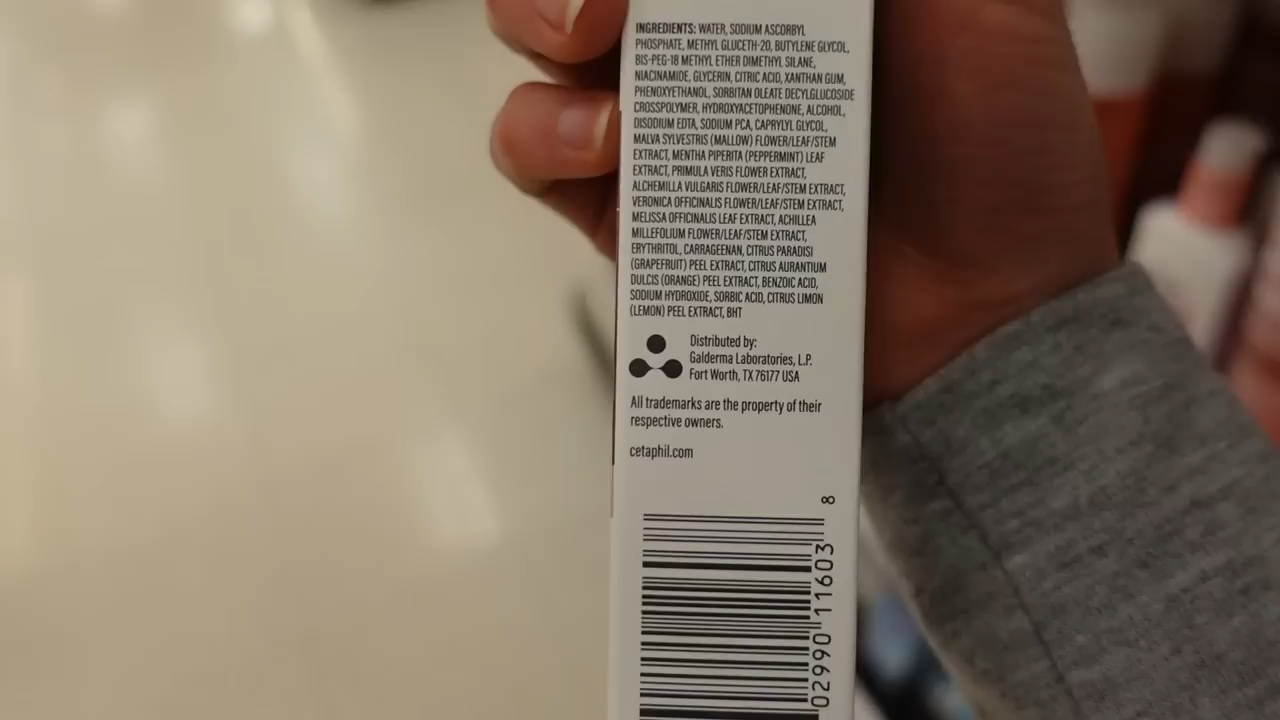 INGREDIENTS: WATER, SODIUM ASCORBYL
PHOSPHATE, METHYL GLUCETH-20, BUTYLENE GLYCOL,
BIS-PEG-18 METHYL ETHER DIMETHYL SILANE,
NIACINAMIDE, GLYCERIN, CITRIC ACID, XANTHAN GUM,
PHENOXYETHANOL, SORBITAN OLEATE DECYLGLUCOSIDE
CROSSPOLYMER, HYDROXYACETOPHENONE, ALCOHOL,
DISODIUM EDTA, SODIUM PCA, CAPRYLYL GLYCOL,
MALVA SYLVESTRIS (MALLOW) FLOWER/LEAF/STEM
EXTRACT, MENTHA PIPERITA (PEPPERMINT) LEAF
EXTRACT, PRIMULA VERIS FLOWER EXTRACT,
ALCHEMILLA VULGARIS FLOWER/LEAF/STEM EXTRACT,
VERONICA OFFICINALIS FLOWER/LEAF/STEM EXTRACT,
MELISSA OFFICINALIS LEAF EXTRACT, ACHILLEA
MILLEFOLIUM FLOWER/LEAF/STEM EXTRACT,
ERYTHRITOL, CARRAGEENAN, CITRUS PARADISI
(GRAPEFRUIT) PEEL EXTRACT, CITRUS AURANTIUM
DULCIS (ORANGE) PEEL EXTRACT, BENZOIC ACID,
SODIUM HYDROXIDE, SORBIC ACID, CITRUS LIMON
(LEMON) PEEL EXTRACT, BHT
Distributed by:
Galderma Laboratories, L.P.
Fort Worth, TX 76177 USA
All trademarks are the property of their
respective owners.
cetaphil.com
02990 11603 8